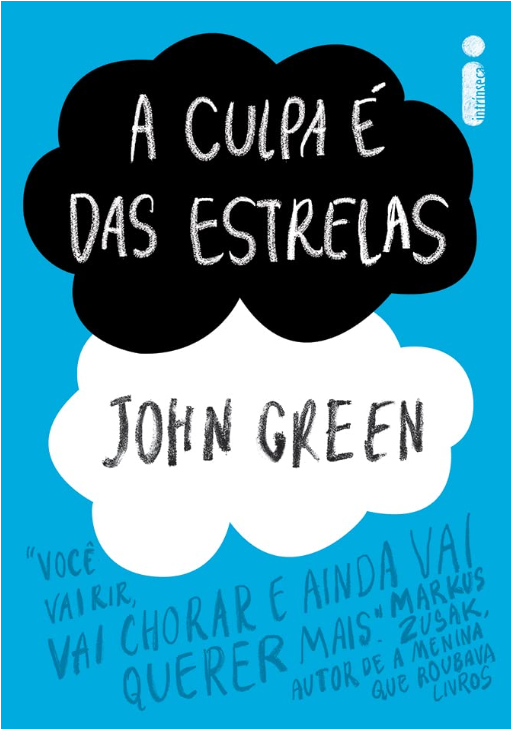 intrínseca
A CULPA É
DAS ESTRELAS
JOHN GREEN
“VOCÊ
VAI RIR,
VAI CHORAR E AINDA VAI
QUERER MAIS.”
MARKUS
ZUSAK,
AUTOR DE A MENINA
QUE ROUBAVA
LIVROS